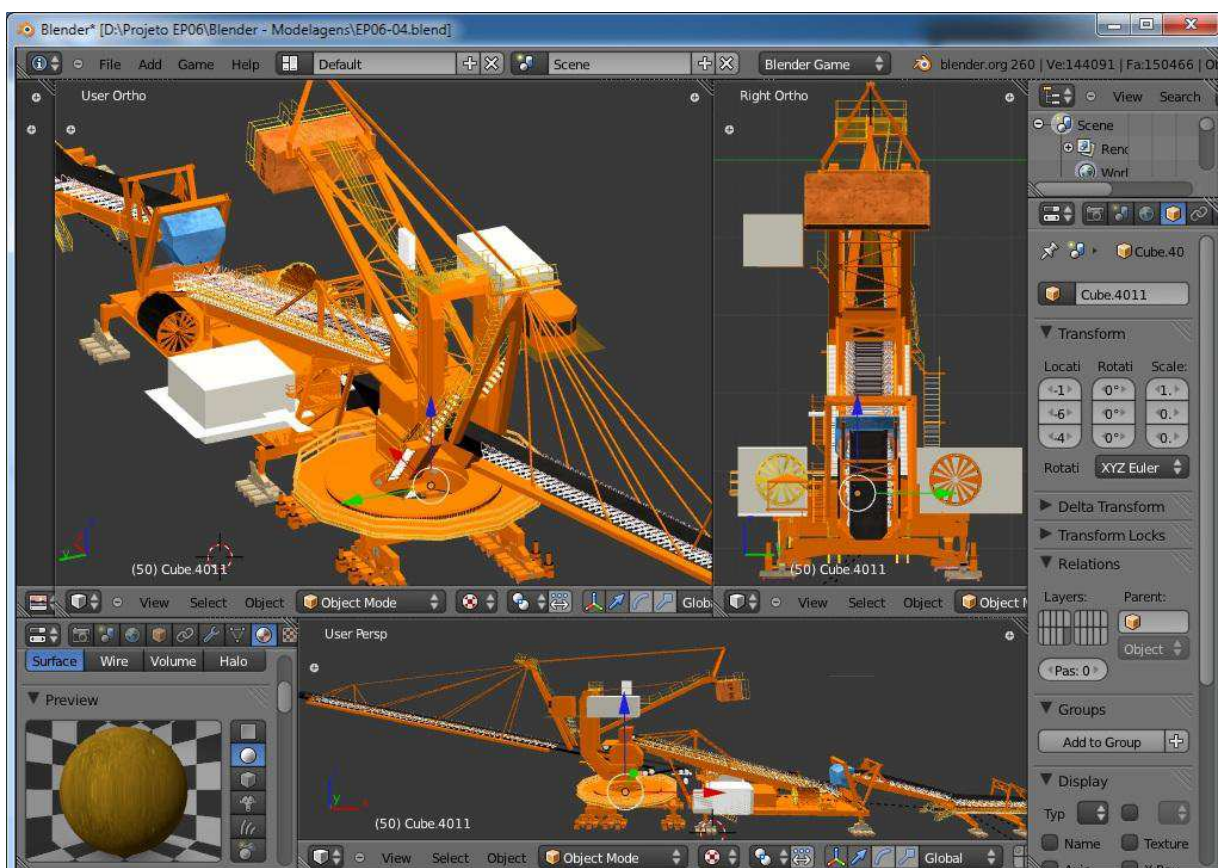 Blender* [D:\Projeto EP06\Blender - Modelagens\EP06-04.blend]
File Add Game Help Default Scene Blender Game blender.org 260 | Ve:144091 | Fa:150466 |
User Ortho
Right Ortho
View Search
Scene
Cube.40
Cube.4011
Transform
Locati Rotati Scale:
-1 0° 1.
-6 0° 0.
-4 0° 0.
Rotati XYZ Euler
Delta Transform
Transform Locks
Relations
Layers: Parent:
Object
Pas: 0
Groups
Add to Group
Display
Typ
Name Texture
(50) Cube.4011
(50) Cube.4011
View Select Object Object Mode
View Select Object
Surface Wire Volume Halo
Preview
User Persp
(50) Cube.4011
View Select Object Object Mode Global